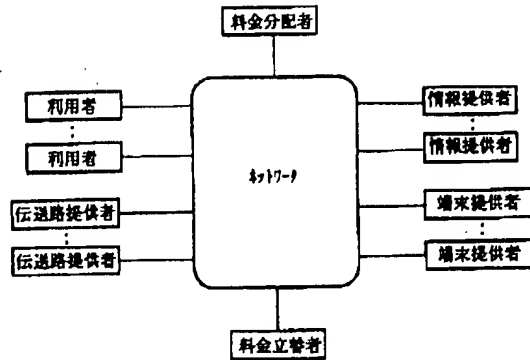 料金分配者
利用者
利用者
伝送路提供者
伝送路提供者
ネットワーク
情報提供者
情報提供者
端末提供者
端末提供者
料金立替者